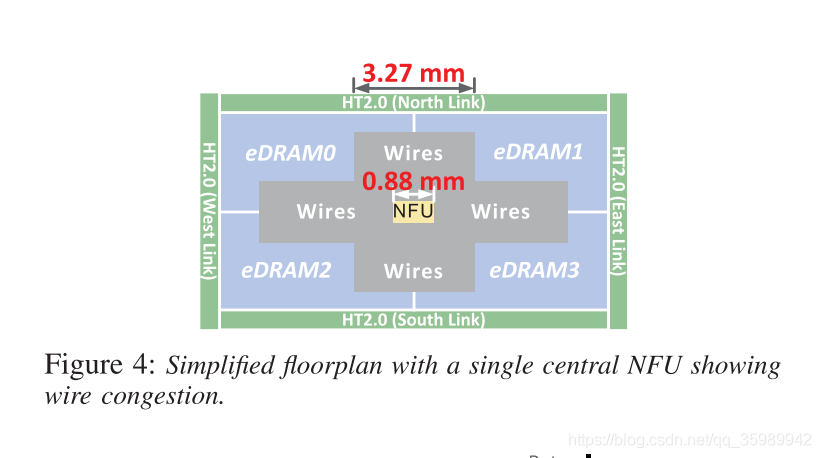 3.27 mm
HT2.0 (North Link)
eDRAM0
Wires
eDRAM1
0.88 mm
HT2.0 (West Link)
Wires
NFU
Wires
HT2.0 (East Link)
eDRAM2
Wires
eDRAM3
HT2.0 (South Link)
Figure 4: Simplified floorplan with a single central NFU showing
wire congestion.
https://blog.csdn.net/qq_35989942